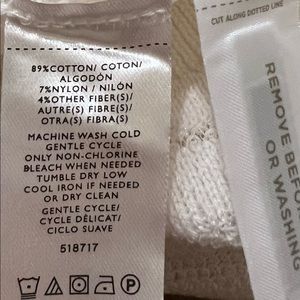 89%COTTON/ COTON/
ALGODÓN
7%NYLON / NILÓN
4%OTHER FIBER(S)/
AUTRE(S) FIBRE(S)/
OTRA(S) FIBRA(S)
MACHINE WASH COLD
GENTLE CYCLE
ONLY NON-CHLORINE
BLEACH WHEN NEEDED
TUMBLE DRY LOW
COOL IRON IF NEEDED
OR DRY CLEAN
GENTLE CYCLE/
CYCLE DÉLICAT/
CICLO SUAVE
518717
P
CUT ALONG DOTTED LINE
REMOVE
OR WASHING